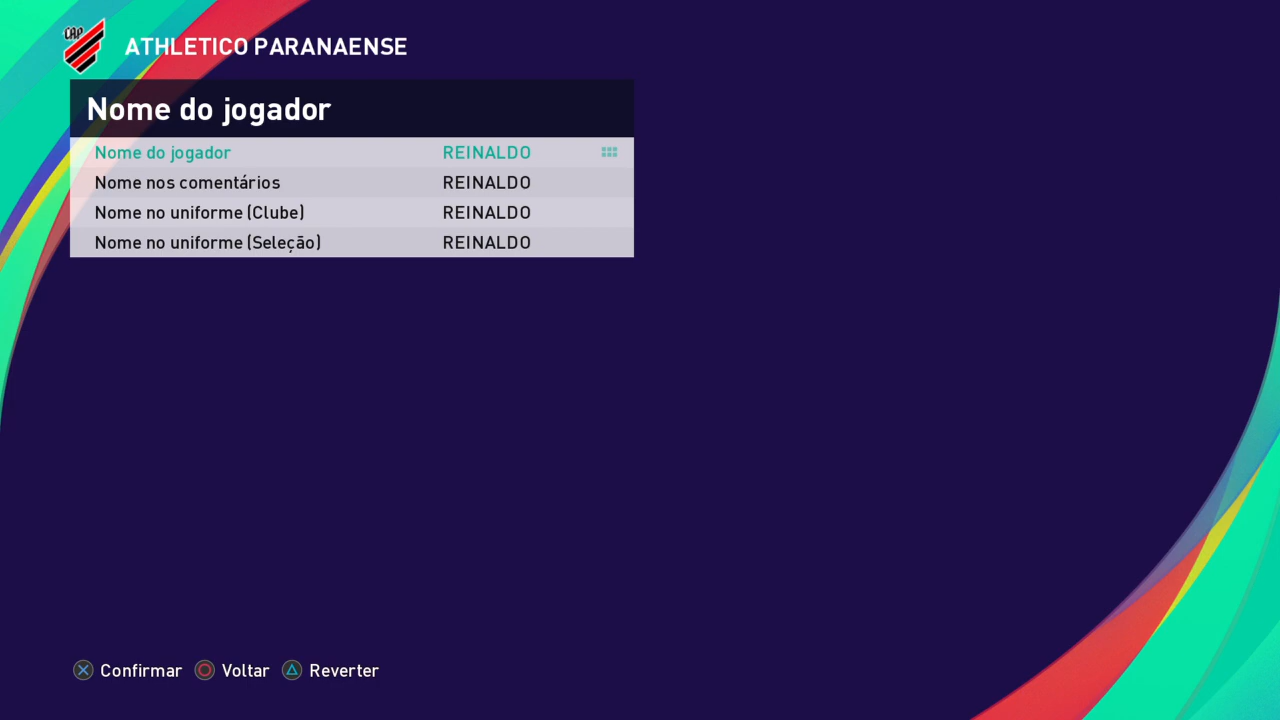 CAP
ATHLETICO PARANAENSE
Nome do jogador
Nome do jogador REINALDO
Nome nos comentários REINALDO
Nome no uniforme (Clube) REINALDO
Nome no uniforme (Seleção) REINALDO
Confirmar Voltar Reverter